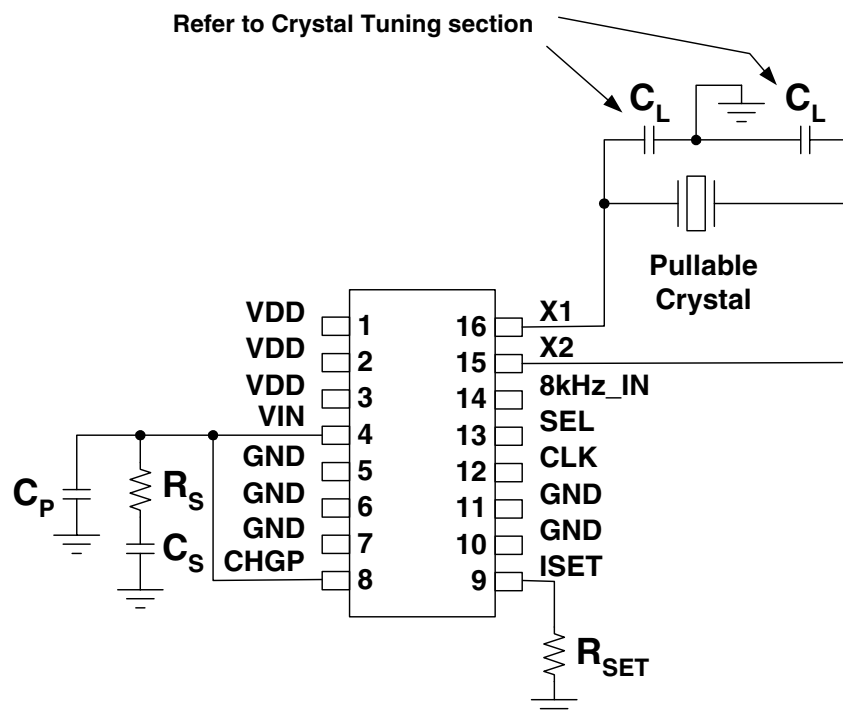 Refer to Crystal Tuning section
CL
CL
Pullable
Crystal
VDD
1
16
X1
VDD
2
15
X2
VDD
3
14
8kHz_IN
VIN
4
13
SEL
GND
5
12
CLK
GND
6
11
GND
GND
7
10
GND
CHGP
8
9
ISET
CP
RS
CS
RSET